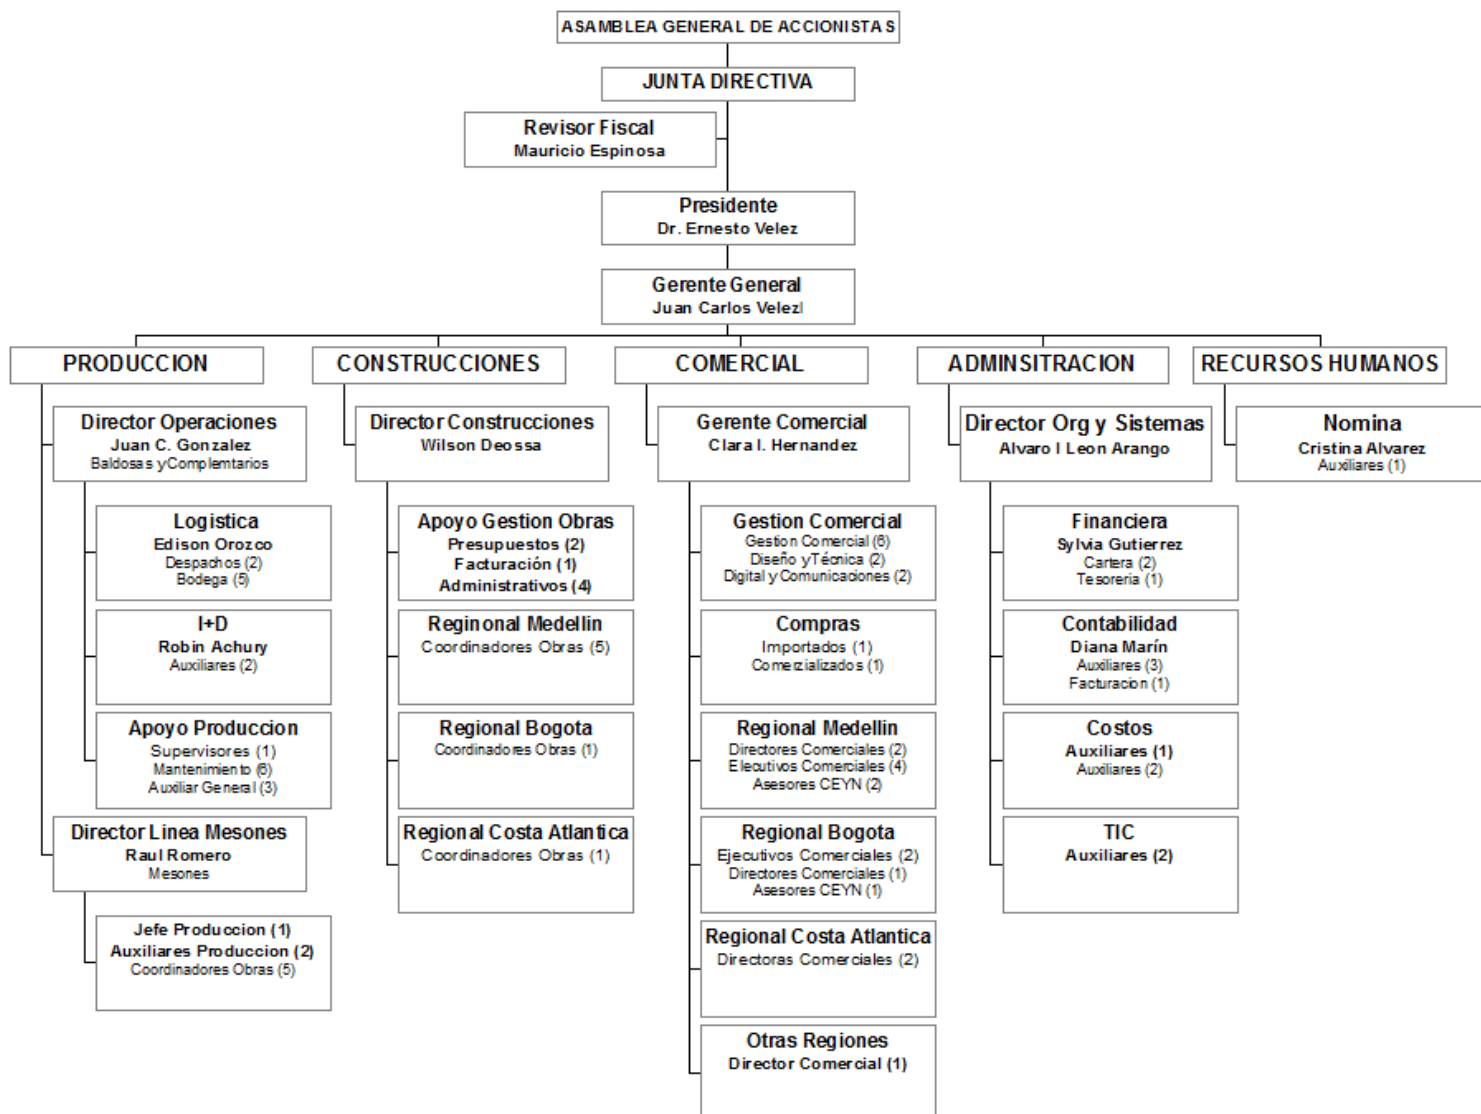 ASAMBLEA GENERAL DE ACCIONISTAS
JUNTA DIRECTIVA
Revisor Fiscal
Mauricio Espinosa
Presidente
Dr. Ernesto Velez
Gerente General
Juan Carlos Velezl
PRODUCCION
Director Operaciones
Juan C. Gonzalez
Baldosas y Complemtarios
Logistica
Edison Orozco
Despachos (2)
Bodega (5)
I+D
Robin Achury
Auxiliares (2)
Apoyo Produccion
Supervisores (1)
Mantenimiento (6)
Auxiliar General (3)
Director Linea Mesones
Raul Romero
Mesones
Jefe Produccion (1)
Auxiliares Produccion (2)
Coordinadores Obras (5)
CONSTRUCCIONES
Director Construcciones
Wilson Deossa
Apoyo Gestion Obras
Presupuestos (2)
Facturación (1)
Administrativos (4)
Reginonal Medellin
Coordinadores Obras (5)
Regional Bogota
Coordinadores Obras (1)
Regional Costa Atlantica
Coordinadores Obras (1)
COMERCIAL
Gerente Comercial
Clara I. Hernandez
Gestion Comercial
Gestion Comercial (6)
Diseño y Técnica (2)
Digital y Comunicaciones (2)
Compras
Importados (1)
Comerzializados (1)
Regional Medellin
Directores Comerciales (2)
Elecutivos Comerciales (4)
Asesores CEYN (2)
Regional Bogota
Ejecutivos Comerciales (2)
Directores Comerciales (1)
Asesores CEYN (1)
Regional Costa Atlantica
Directoras Comerciales (2)
Otras Regiones
Director Comercial (1)
ADMINSITRACION
Director Org y Sistemas
Alvaro I Leon Arango
Financiera
Sylvia Gutierrez
Cartera (2)
Tesoreria (1)
Contabilidad
Diana Marín
Auxiliares (3)
Facturacion (1)
Costos
Auxiliares (1)
Auxiliares (2)
TIC
Auxiliares (2)
RECURSOS HUMANOS
Nomina
Cristina Alvarez
Auxiliares (1)